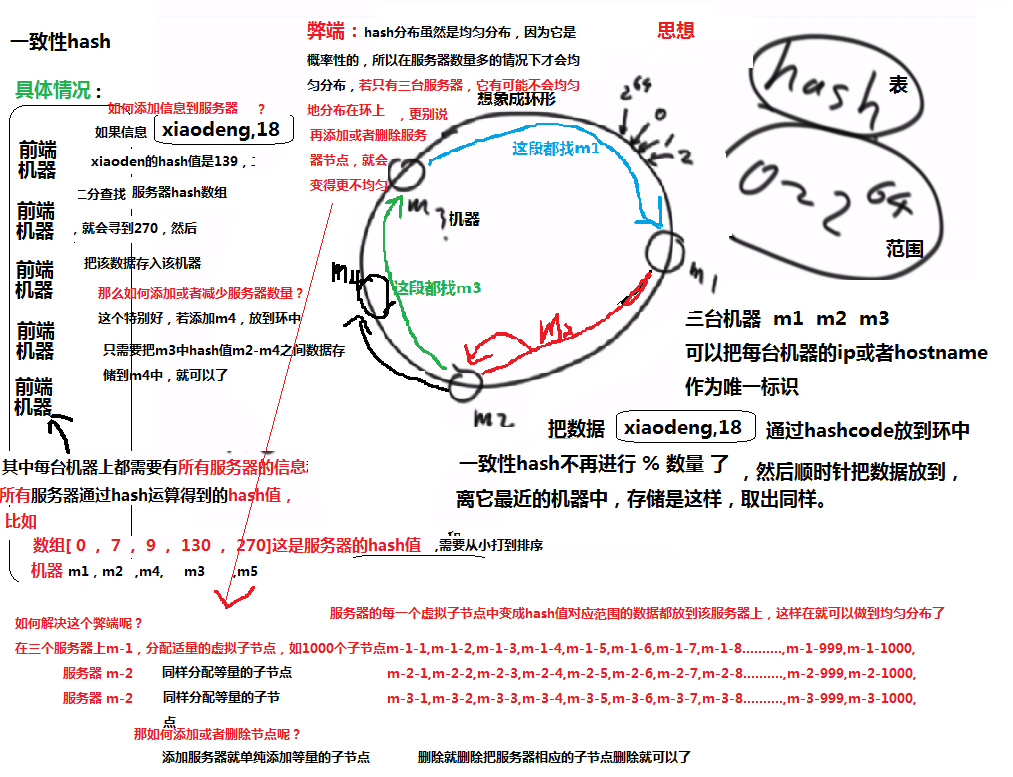 一致性hash
具体情况：
如何添加信息到服务器 ？
如果信息 xiaodeng,18
xiaoden的hash值是139，
二分查找 服务器hash数组
，就会寻到270，然后
把该数据存入该机器
那么如何添加或者减少服务器数量？
这个特别好，若添加m4，放到环中
只需要把m3中hash值m2-m4之间数据存
储到m4中，就可以了
前端
机器
前端
机器
前端
机器
前端
机器
前端
机器
其中每台机器上都需要有所有服务器的信息
所有服务器通过hash运算得到的hash值，
比如
数组[ 0 ， 7 ， 9 ， 130 ， 270]这是服务器的hash值 ,需要从小打到排序
机器 m1 , m2 ,m4, m3 ,m5
弊端：hash分布虽然是均匀分布，因为它是
概率性的，所以在服务器数量多的情况下才会均
匀分布，若只有三台服务器，它有可能不会均匀
地分布在环上 ，更别说
再添加或者删除服务
器节点，就会
变得更不均匀
思想
想象成环形
2^64
0
1
2
这段都找m1
m3 机器
m4
这段都找m3
m1
m2
m2
hash 表
0~2^64
范围
三台机器 m1 m2 m3
可以把每台机器的ip或者hostname
作为唯一标识
把数据 xiaodeng,18 通过hashcode放到环中
一致性hash不再进行 % 数量 了 ，然后顺时针把数据放到，
离它最近的机器中，存储是这样，取出同样。
服务器的每一个虚拟子节点中变成hash值对应范围的数据都放到该服务器上，这样在就可以做到均匀分布了
如何解决这个弊端呢？
在三个服务器上m-1，分配适量的虚拟子节点，如1000个子节点m-1-1,m-1-2,m-1-3,m-1-4,m-1-5,m-1-6,m-1-7,m-1-8..........,m-1-999,m-1-1000,
服务器 m-2 同样分配等量的子节点 m-2-1,m-2-2,m-2-3,m-2-4,m-2-5,m-2-6,m-2-7,m-2-8..........,m-2-999,m-2-1000,
服务器 m-2 同样分配等量的子节 m-3-1,m-3-2,m-3-3,m-3-4,m-3-5,m-3-6,m-3-7,m-3-8..........,m-3-999,m-3-1000,
点
那如何添加或者删除节点呢？
添加服务器就单纯添加等量的子节点 删除就删除把服务器相应的子节点删除就可以了